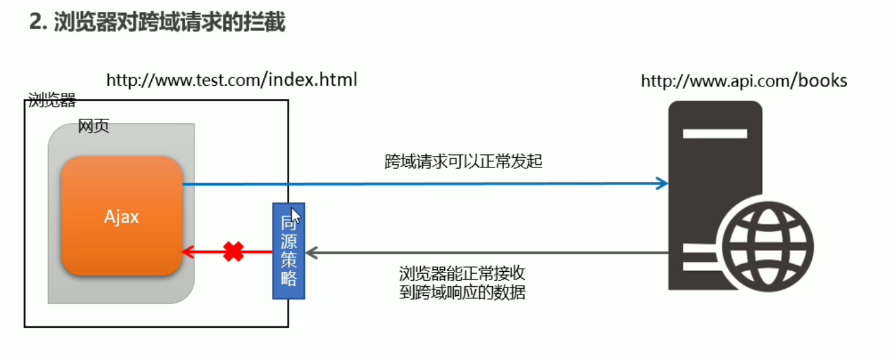 2. 浏览器对跨域请求的拦截
http://www.test.com/index.html
http://www.api.com/books
浏览器
网页
跨域请求可以正常发起
Ajax
同
源
策
略
浏览器能正常接收
到跨域响应的数据